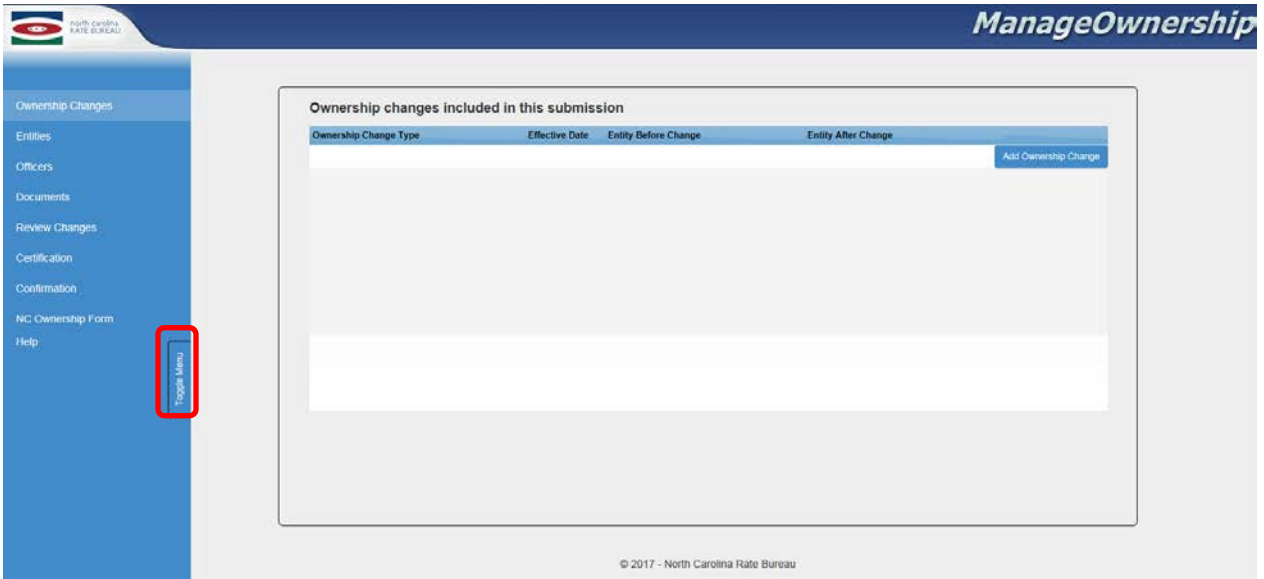 north carolina
RATE BUREAU
ManageOwnership
Ownership Changes
Entities
Officers
Documents
Review Changes
Certification
Confirmation
NC Ownership Form
Help
Toggle Menu
Ownership changes included in this submission
Ownership Change Type Effective Date Entity Before Change Entity After Change
Add Ownership Change
© 2017 - North Carolina Rate Bureau